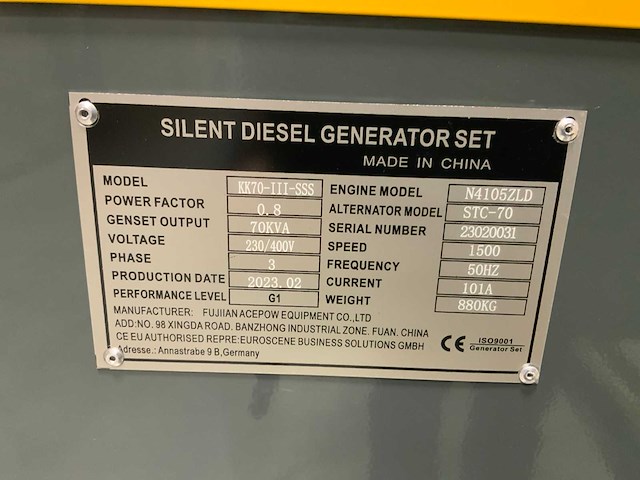 SILENT DIESEL GENERATOR SET
MADE IN CHINA
MODEL KK70-III-SSS
POWER FACTOR 0.8
GENSET OUTPUT 70KVA
VOLTAGE 230/400V
PHASE 3
PRODUCTION DATE 2023.02
PERFORMANCE LEVEL G1
ENGINE MODEL N4105ZLD
ALTERNATOR MODEL STC-70
SERIAL NUMBER 23020031
SPEED 1500
FREQUENCY 50HZ
CURRENT 101A
WEIGHT 880KG
MANUFACTURER: FUJIAN ACEPOW EQUIPMENT CO.,LTD
ADD:NO. 98 XINGDA ROAD. BANZHONG INDUSTRIAL ZONE. FUAN. CHINA
CE EU AUTHORISED REPRE:EUROSCENE BUSINESS SOLUTIONS GMBH
Adresse.: Annastrabe 9 B,Germany
CE ISO9001
Generator Set